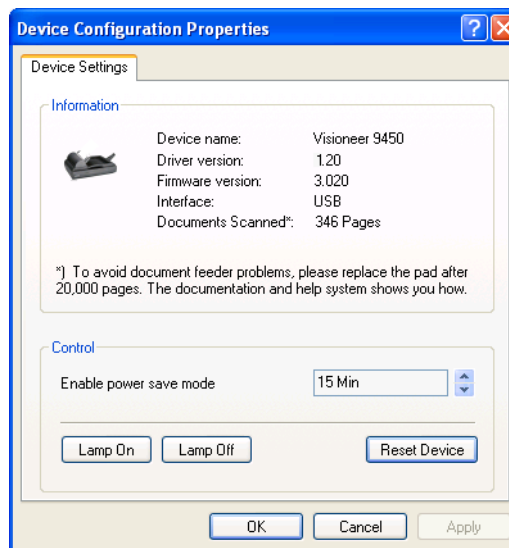 Device Configuration Properties
?
Device Settings
Information
Device name: Visioneer 9450
Driver version: 1.20
Firmware version: 3.020
Interface: USB
Documents Scanned*: 346 Pages
*) To avoid document feeder problems, please replace the pad after
20,000 pages. The documentation and help system shows you how.
Control
Enable power save mode 15 Min
Lamp On Lamp Off Reset Device
OK Cancel Apply